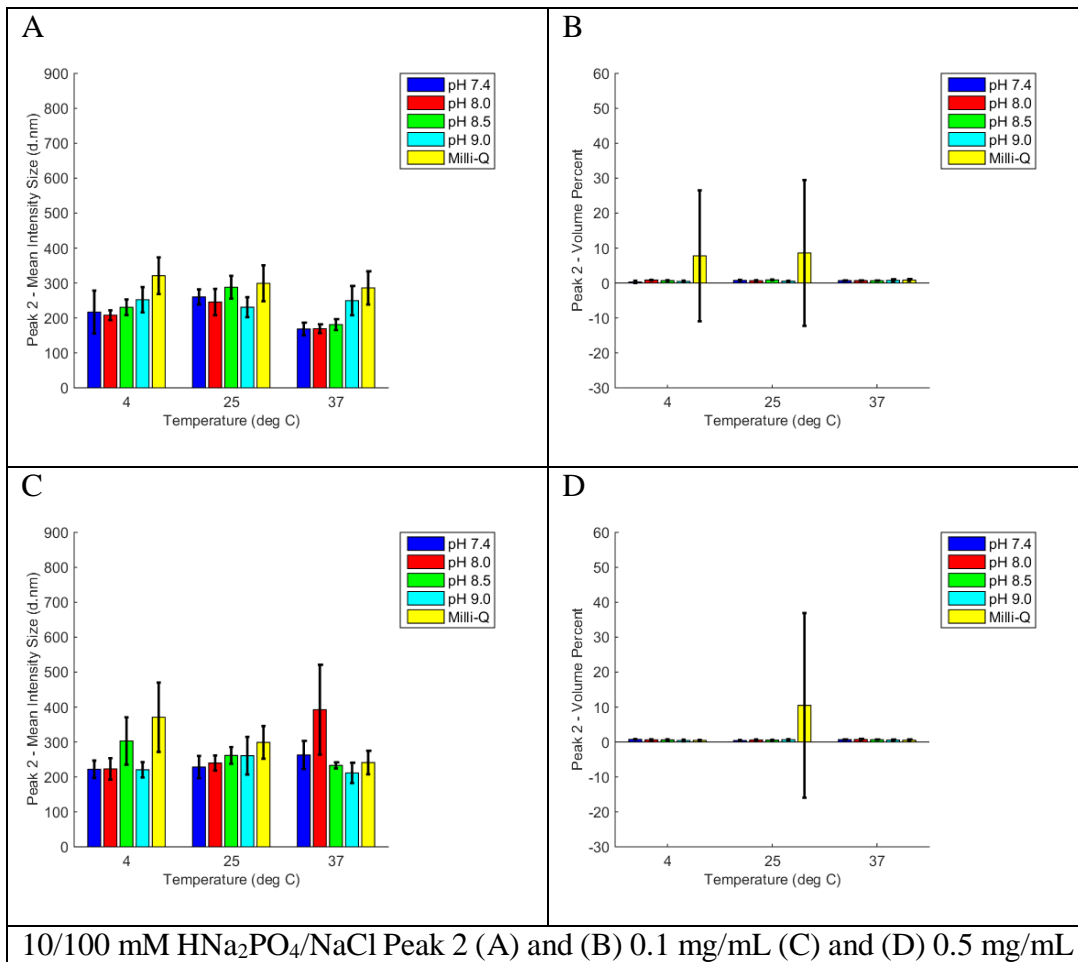 A
900
800
700
600
500
400
300
200
100
0
Peak 2 - Mean Intensity Size (d.nm)
4 25 37
Temperature (deg C)
pH 7.4
pH 8.0
pH 8.5
pH 9.0
Milli-Q
B
60
50
40
30
20
10
0
-10
-20
-30
Peak 2 - Volume Percent
4 25 37
Temperature (deg C)
pH 7.4
pH 8.0
pH 8.5
pH 9.0
Milli-Q
C
900
800
700
600
500
400
300
200
100
0
Peak 2 - Mean Intensity Size (d.nm)
4 25 37
Temperature (deg C)
pH 7.4
pH 8.0
pH 8.5
pH 9.0
Milli-Q
D
60
50
40
30
20
10
0
-10
-20
-30
Peak 2 - Volume Percent
4 25 37
Temperature (deg C)
pH 7.4
pH 8.0
pH 8.5
pH 9.0
Milli-Q
10/100 mM HNa₂PO₄/NaCl Peak 2 (A) and (B) 0.1 mg/mL (C) and (D) 0.5 mg/mL